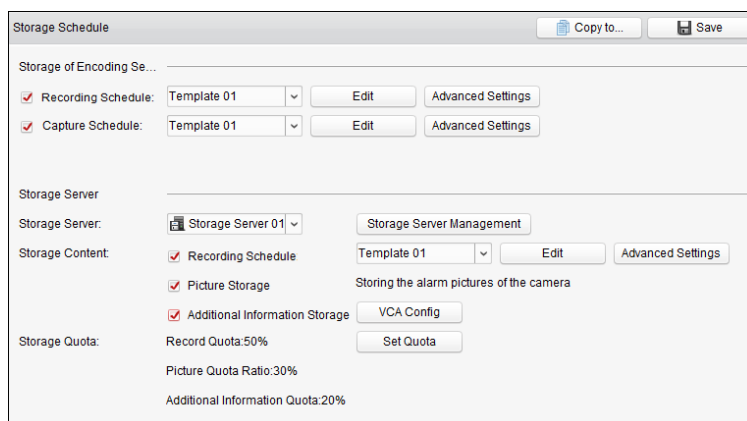 Storage Schedule Copy to... Save
Storage of Encoding Se...
Recording Schedule: Template 01 Edit Advanced Settings
Capture Schedule: Template 01 Edit Advanced Settings
Storage Server
Storage Server: Storage Server 01 Storage Server Management
Storage Content: Recording Schedule Template 01 Edit Advanced Settings
Picture Storage Storing the alarm pictures of the camera
Additional Information Storage VCA Config
Storage Quota: Record Quota:50% Set Quota
Picture Quota Ratio:30%
Additional Information Quota:20%